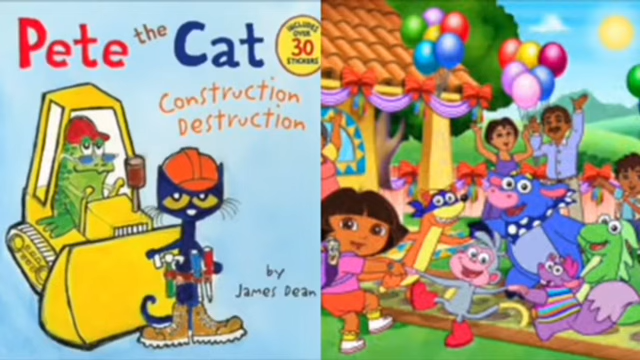 Pete the Cat
INCLUDES
OVER
30
STICKERS
Construction
Destruction
by
James Dean